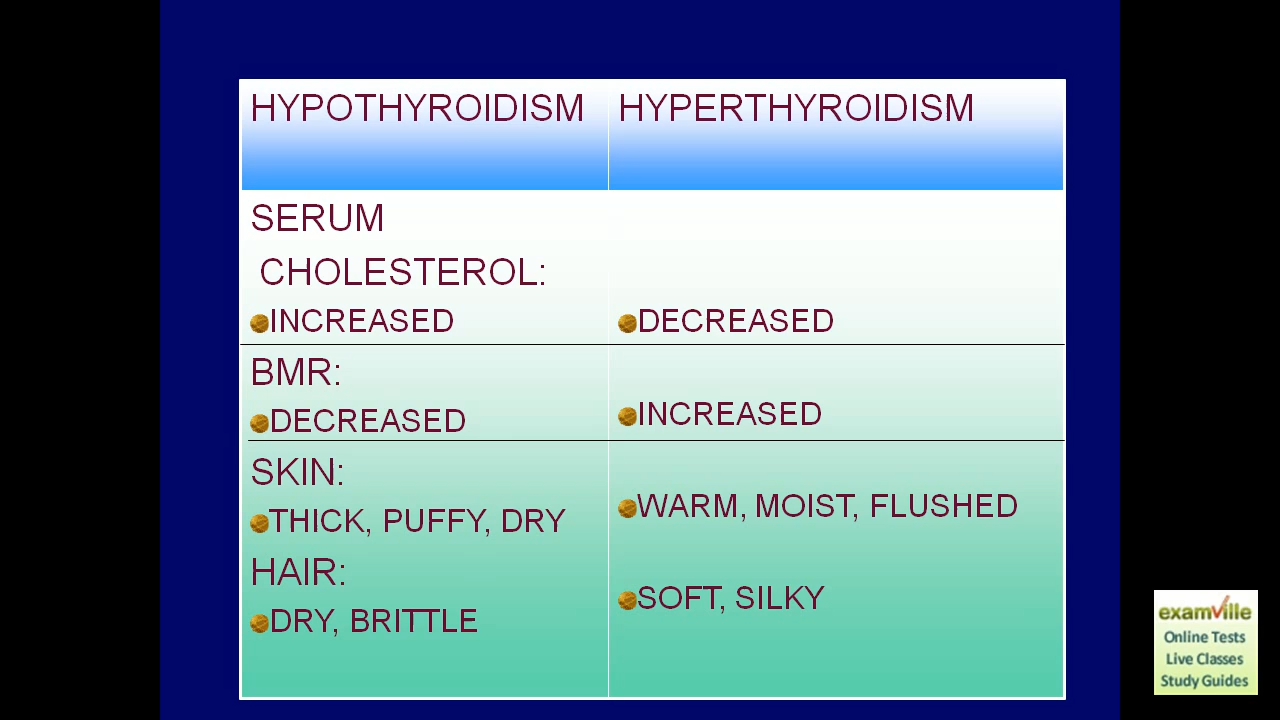 HYPOTHYROIDISM HYPERTHYROIDISM
SERUM
CHOLESTEROL:
INCREASED DECREASED
BMR:
DECREASED INCREASED
SKIN:
THICK, PUFFY, DRY WARM, MOIST, FLUSHED
HAIR:
DRY, BRITTLE SOFT, SILKY
examville
Online Tests
Live Classes
Study Guides